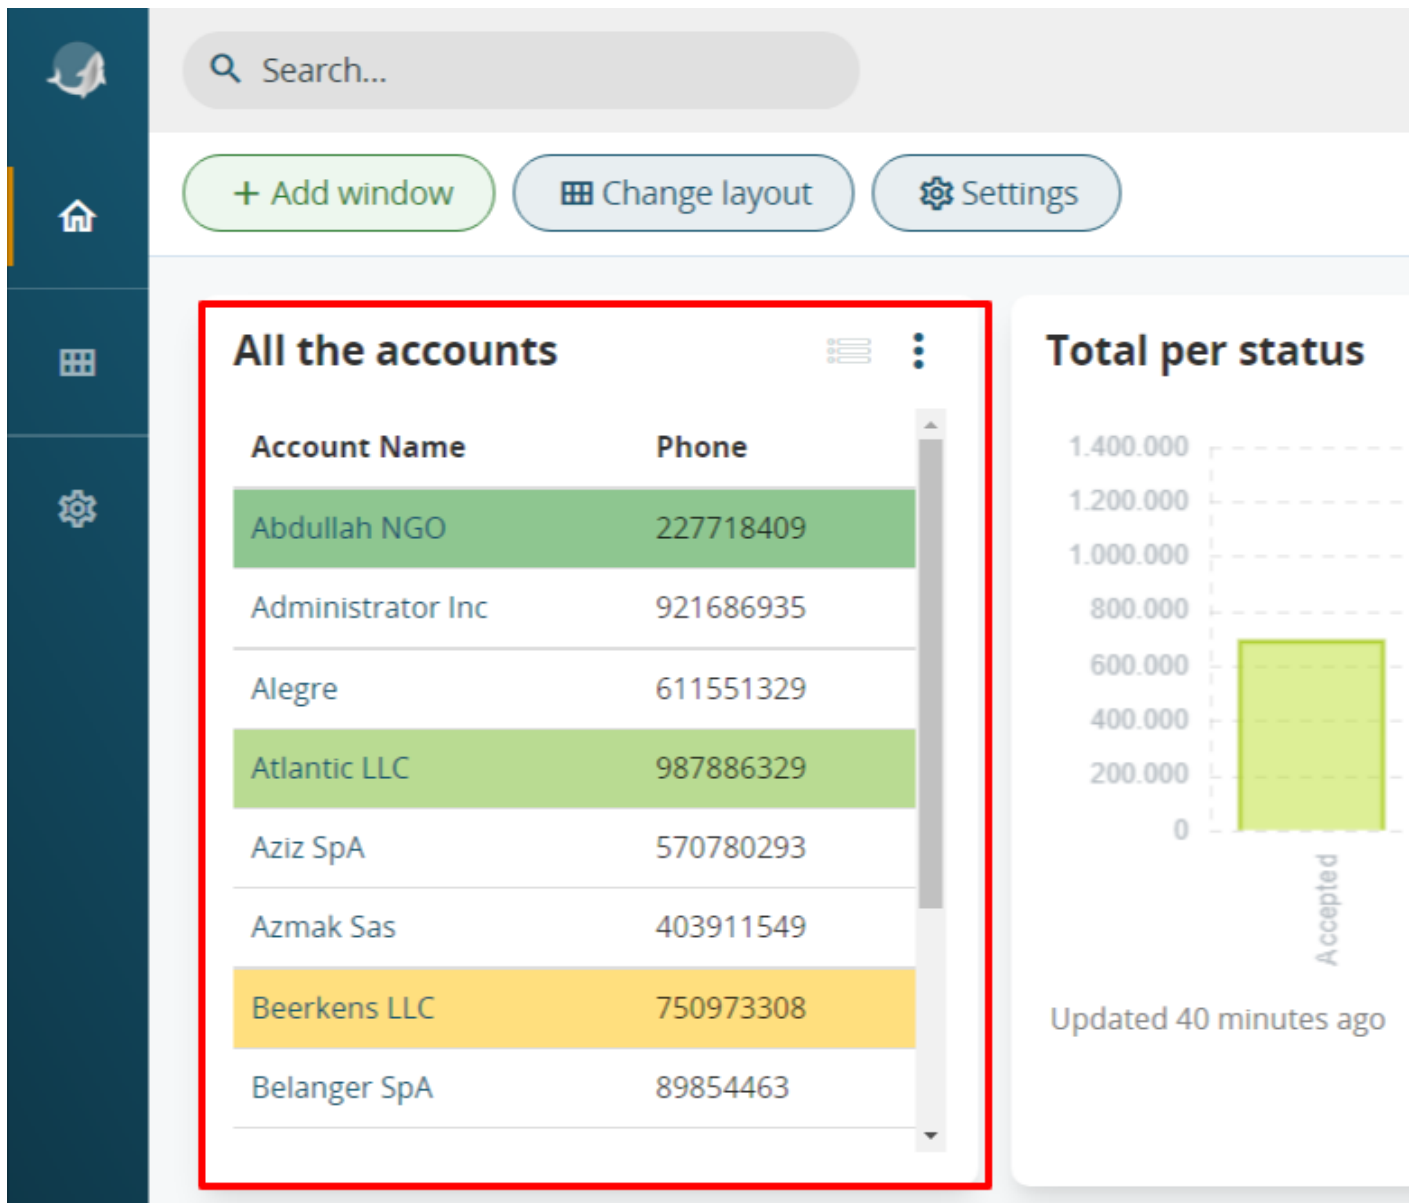 Search...
+ Add window Change layout Settings
All the accounts
Account Name Phone
Abdullah NGO 227718409
Administrator Inc 921686935
Alegre 611551329
Atlantic LLC 987886329
Aziz SpA 570780293
Azmak Sas 403911549
Beerkens LLC 750973308
Belanger SpA 89854463
Total per status
1.400.000
1.200.000
1.000.000
800.000
600.000
400.000
200.000
0
Accepted
Updated 40 minutes ago